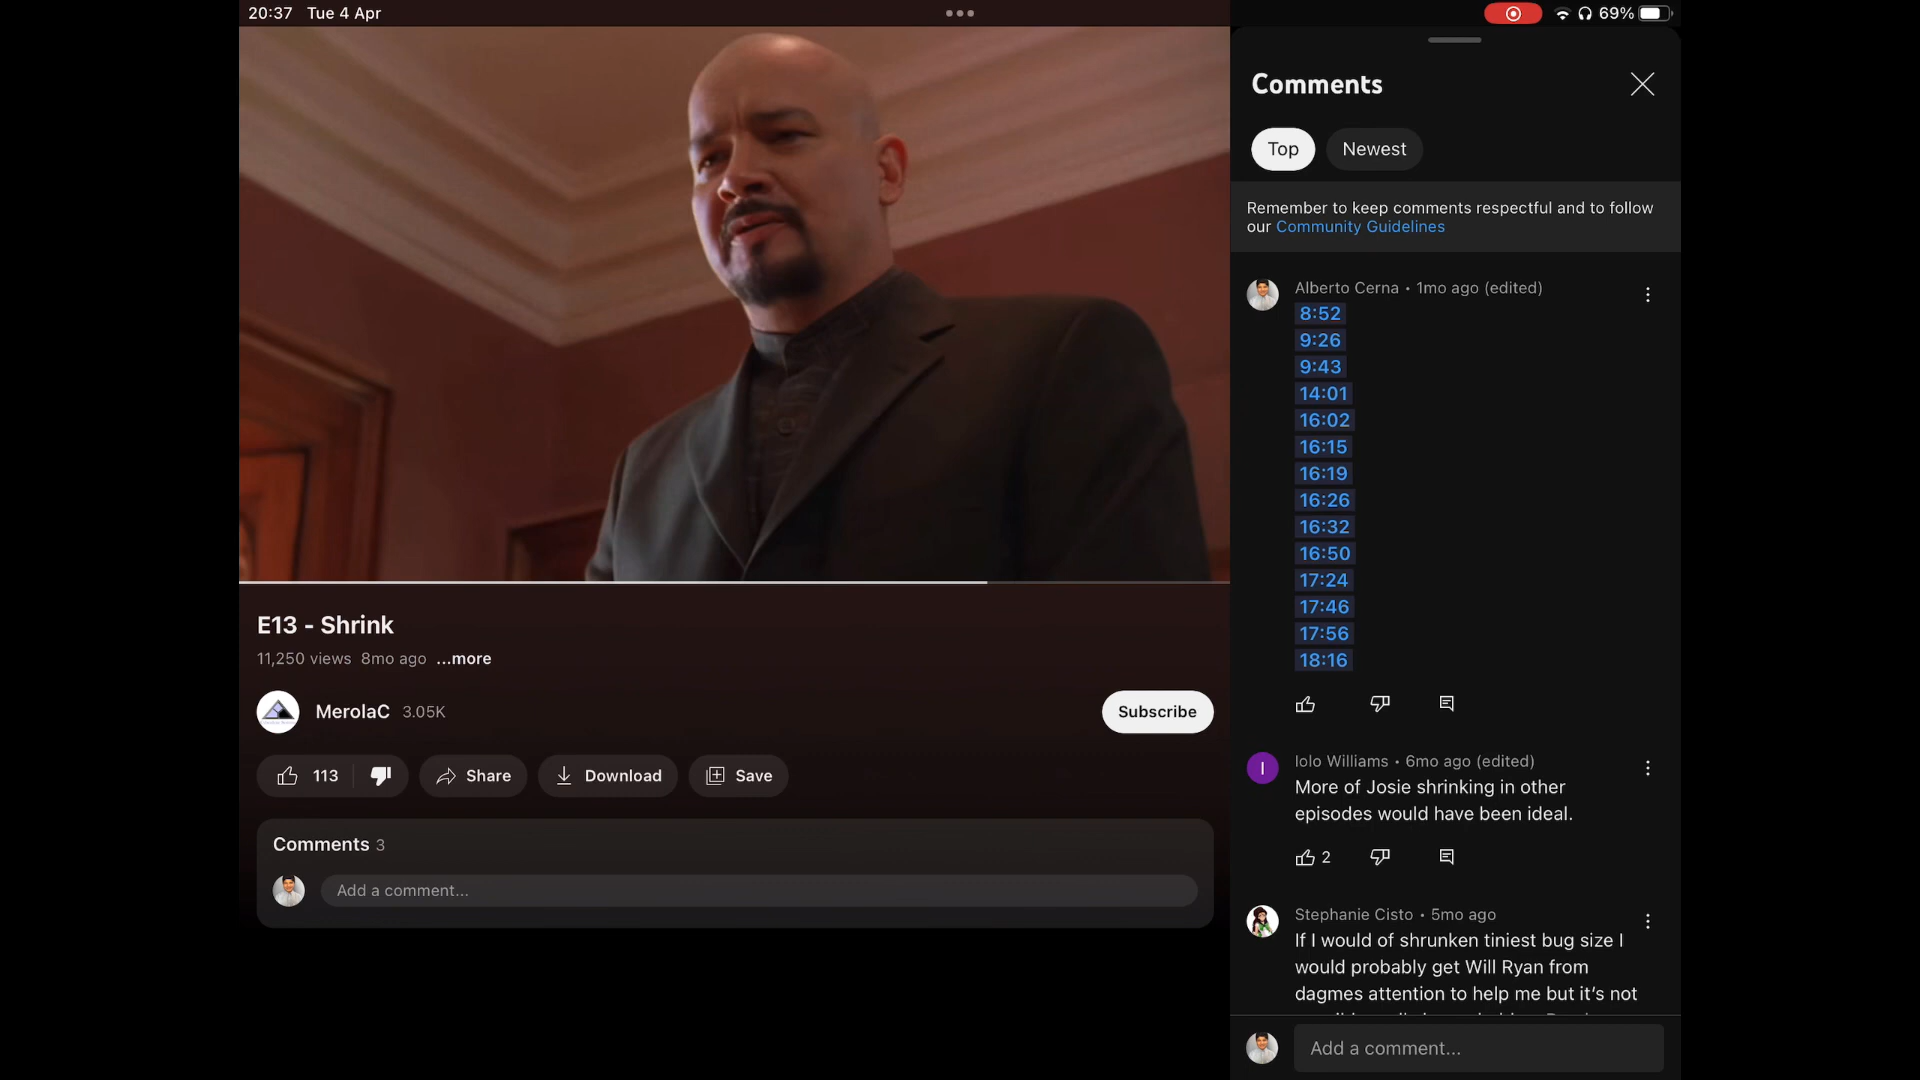 20:37 Tue 4 Apr
69%
E13 - Shrink
11,250 views 8mo ago ...more
MerolaC 3.05K
Subscribe
113
Share
Download
Save
Comments 3
Add a comment...
Comments
Top
Newest
Remember to keep comments respectful and to follow
our Community Guidelines
Alberto Cerna • 1mo ago (edited)
8:52
9:26
9:43
14:01
16:02
16:15
16:19
16:26
16:32
16:50
17:24
17:46
17:56
18:16
I
Iolo Williams • 6mo ago (edited)
More of Josie shrinking in other
episodes would have been ideal.
2
Stephanie Cisto • 5mo ago
If I would of shrunken tiniest bug size I
would probably get Will Ryan from
dagmes attention to help me but it's not
Add a comment...